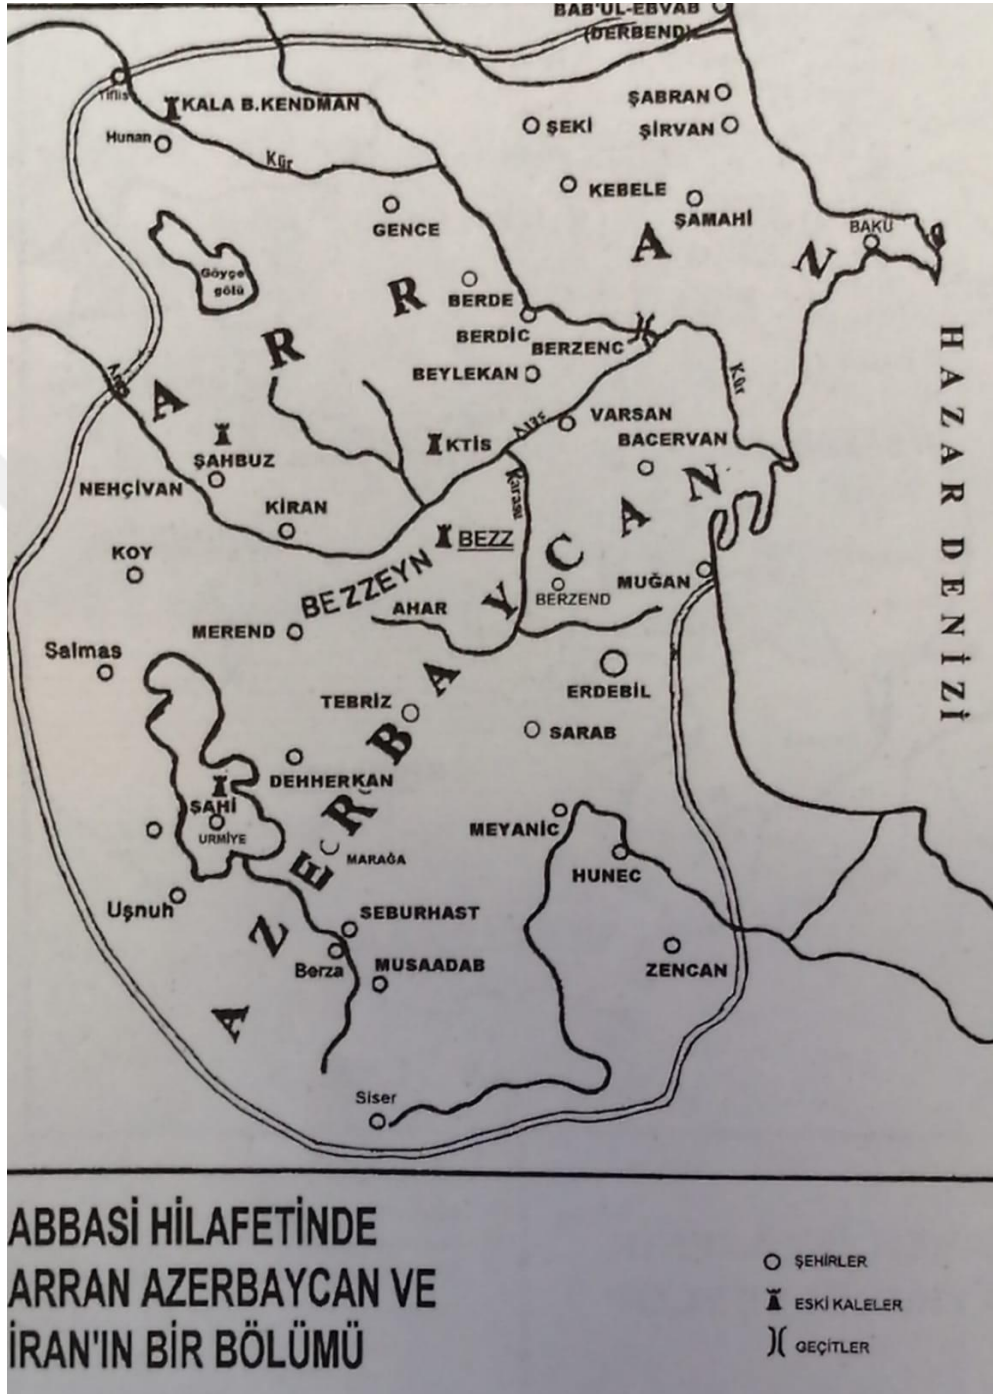 BAB'UL-EBVAB
(DERBEND)
Tiflis
KALA B.KENDMAN
ŞABRAN
ŞEKİ
ŞİRVAN
Hunan
Kür
KEBELE
ŞAMAHİ
GENCE
BAKÜ
Göyçe
gölü
BERDE
BERDİC
BERZENC
BEYLEKAN
Kür
ARRAN
HAZAR DENİZİ
Aras
Aras
VARSAN
BACERVAN
KTİS
ŞAHBUZ
NEHÇİVAN
KİRAN
Karasu
BEZZ
BEZZEYN
KOY
AHAR
BERZEND
MUĞAN
MEREND
Salmas
ERDEBİL
TEBRİZ
SARAB
DEHHERKAN
ŞAHİ
URMİYE
MEYANİC
MARAĞA
HUNEC
Uşnuh
SEBURHAST
Berza
MUSAADAB
ZENCAN
AZERBAYCAN
Siser
ABBASİ HİLAFETİNDE
ARRAN AZERBAYCAN VE
İRAN'IN BİR BÖLÜMÜ
ŞEHİRLER
ESKİ KALELER
GEÇİTLER